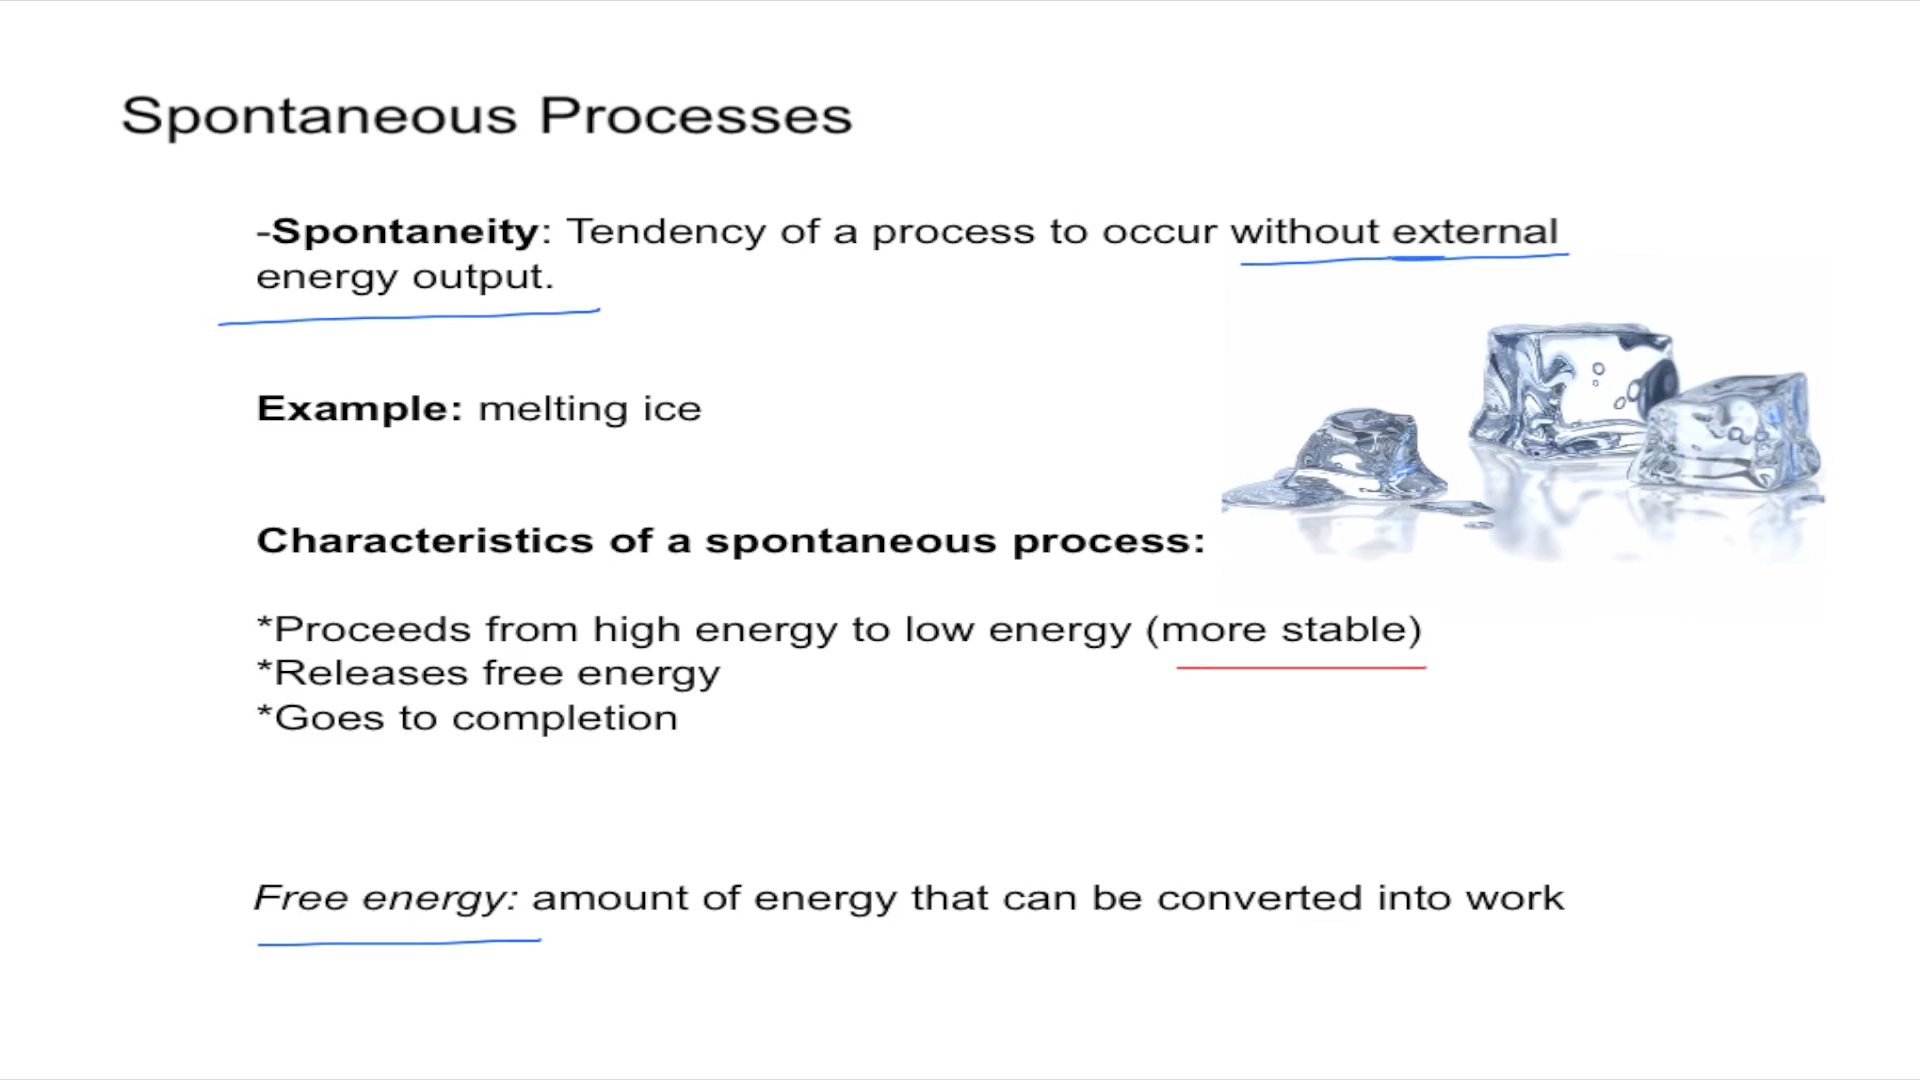 Spontaneous Processes
-Spontaneity: Tendency of a process to occur without external
energy output.
Example: melting ice
Characteristics of a spontaneous process:
*Proceeds from high energy to low energy (more stable)
*Releases free energy
*Goes to completion
Free energy: amount of energy that can be converted into work